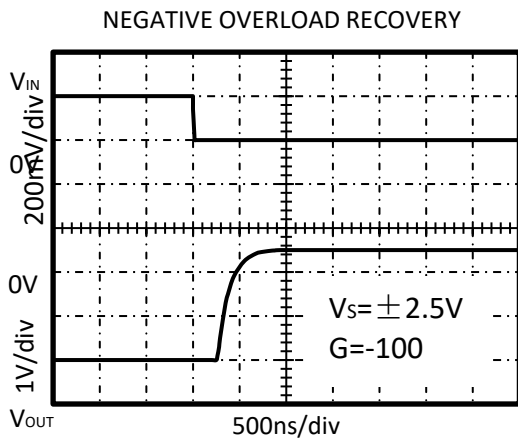 NEGATIVE OVERLOAD RECOVERY
VIN
0V
200mV/div
0V
1V/div
VOUT
Vs=±2.5V
G=-100
500ns/div